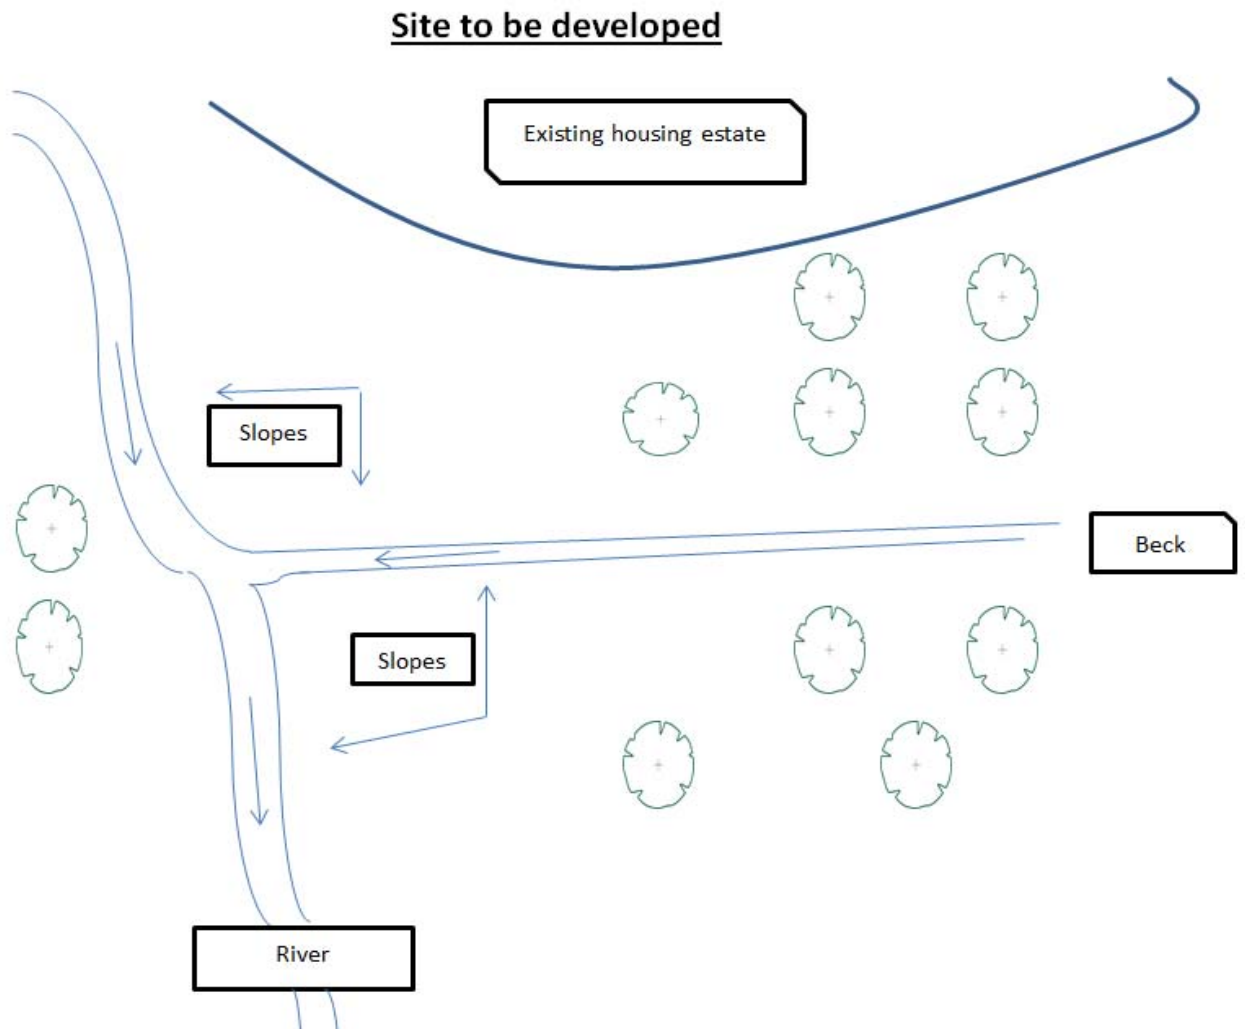 Site to be developed
Existing housing estate
Slopes
Beck
Slopes
River